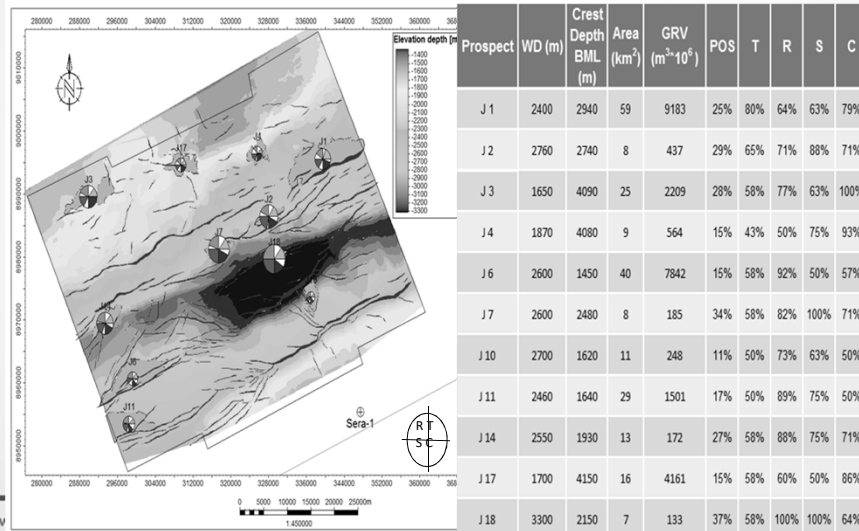 280000 288000 296000 304000 312000 320000 328000 336000 344000 352000 360000 368
Elevation depth [m
-1400
-1500
-1600
-1700
-1800
-1900
-2000
-2100
-2200
-2300
-2400
-2500
-2600
-2700
-2800
-2900
-3000
-3100
-3200
-3300
N
9010000
9000000
8990000
8980000
8970000
8960000
8950000
J17
J4
J1
J3
J2
J7
J18
J6
J11
Sera-1
R T
S C
280000 288000 296000 304000 312000 320000 328000 336000 344000 352000 360000 368
0 5000 10000 15000 20000 25000m
1:450000
Prospect WD (m) Crest Depth BML (m) Area (km²) GRV (m³*10⁶) POS T R S C
J 1 2400 2940 59 9183 25% 80% 64% 63% 79%
J 2 2760 2740 8 437 29% 65% 71% 88% 71%
J 3 1650 4090 25 2209 28% 58% 77% 63% 100%
J 4 1870 4080 9 564 15% 43% 50% 75% 93%
J 6 2600 1450 40 7842 15% 58% 92% 50% 57%
J 7 2600 2480 8 185 34% 58% 82% 100% 71%
J 10 2700 1620 11 248 11% 50% 73% 63% 50%
J 11 2460 1640 29 1501 17% 50% 89% 75% 50%
J 14 2550 1930 13 172 27% 58% 88% 75% 71%
J 17 1700 4150 16 4161 15% 58% 60% 50% 86%
J 18 3300 2150 7 133 37% 58% 100% 100% 64%